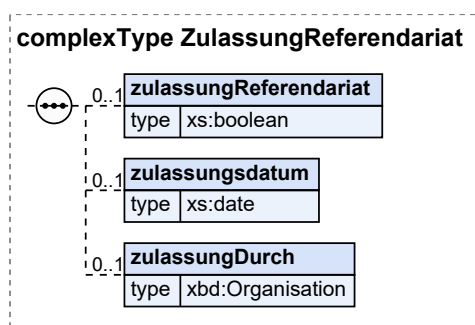 complexType ZulassungReferendariat
0..1 zulassungReferendariat
type xs:boolean
0..1 zulassungsdatum
type xs:date
0..1 zulassungDurch
type xbd:Organisation